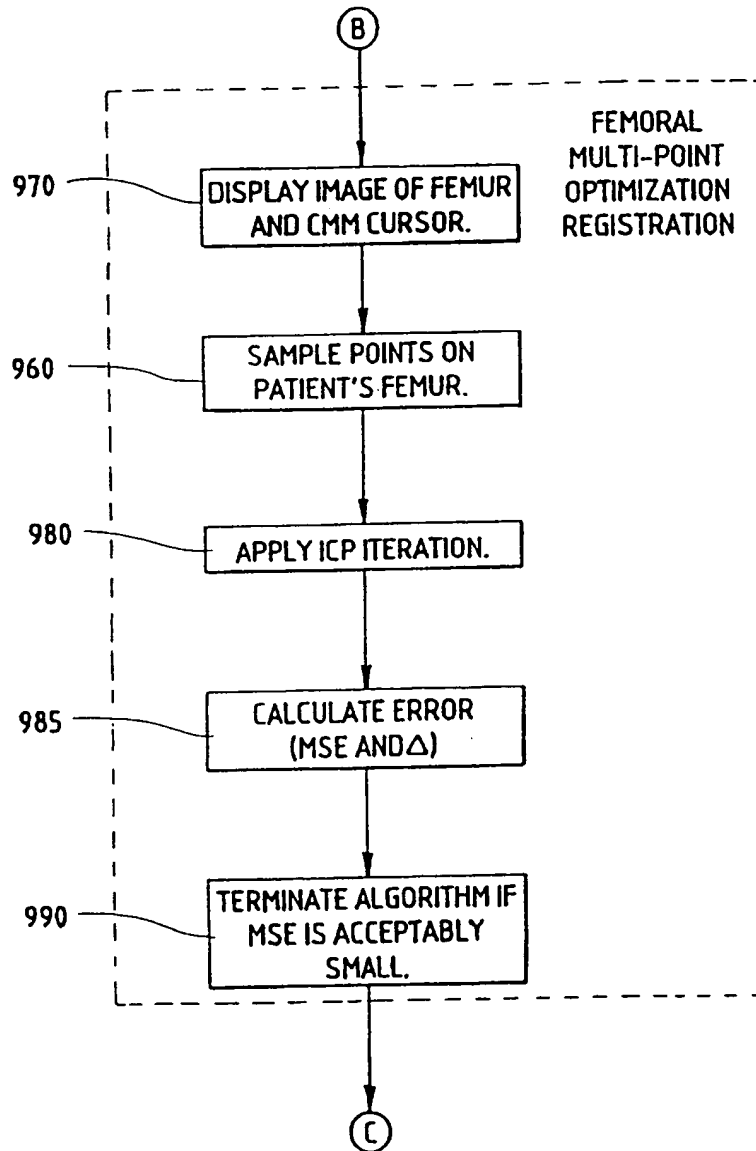 B
FEMORAL
MULTI-POINT
OPTIMIZATION
REGISTRATION
970
DISPLAY IMAGE OF FEMUR
AND CMM CURSOR.
960
SAMPLE POINTS ON
PATIENT'S FEMUR.
980
APPLY ICP ITERATION.
985
CALCULATE ERROR
(MSE AND Δ)
990
TERMINATE ALGORITHM IF
MSE IS ACCEPTABLY
SMALL.
C